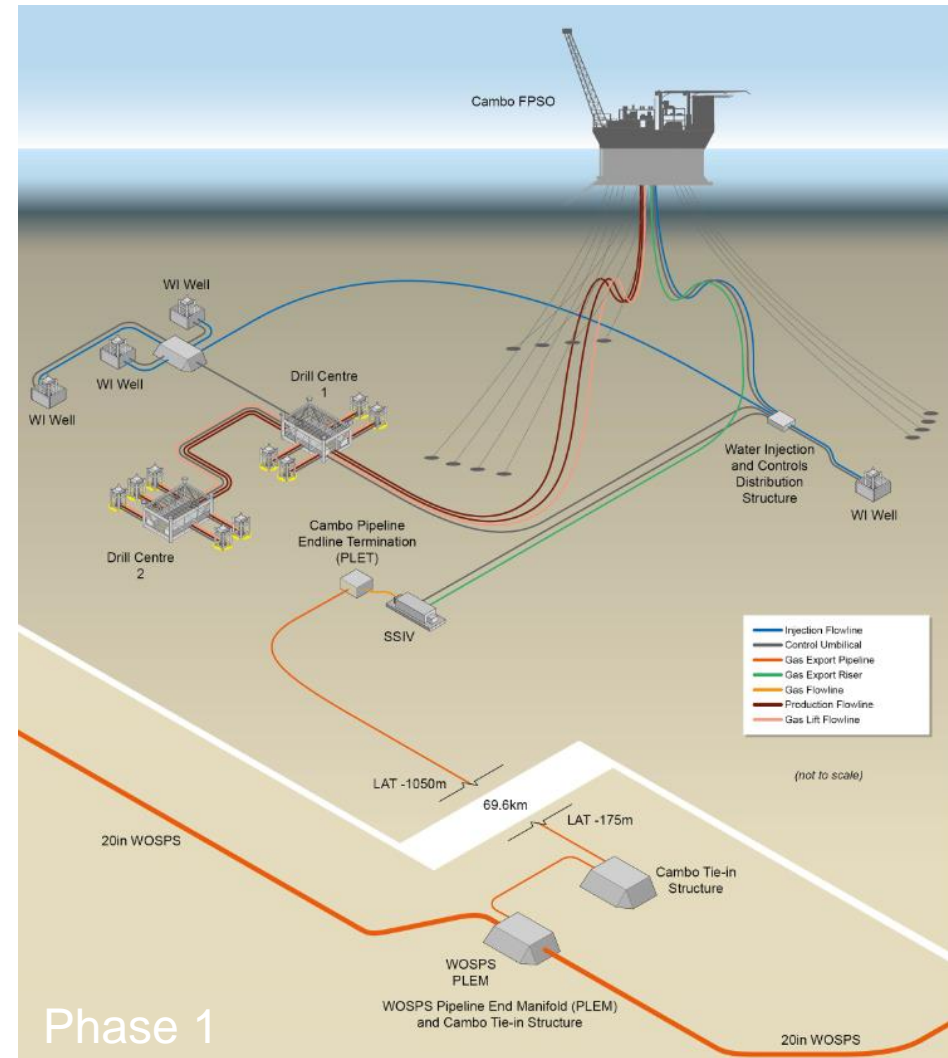 Cambo FPSO
WI Well
WI Well
WI Well
Drill Centre
1
Drill Centre
2
Water Injection
and Controls
Distribution
Structure
WI Well
Cambo Pipeline
Endline Termination
(PLET)
SSIV
Injection Flowline
Control Umbilical
Gas Export Pipeline
Gas Export Riser
Gas Flowline
Production Flowline
Gas Lift Flowline
(not to scale)
LAT -1050m
69.6km
LAT -175m
20in WOSPS
Cambo Tie-in
Structure
WOSPS
PLEM
WOSPS Pipeline End Manifold (PLEM)
and Cambo Tie-in Structure
Phase 1
20in WOSPS